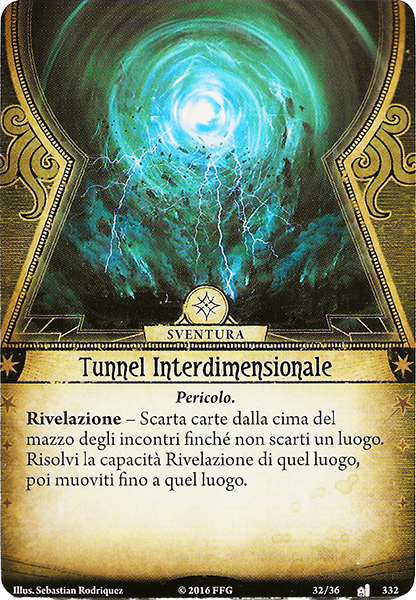 SVENTURA
Tunnel Interdimensionale
Pericolo.
Rivelazione – Scarta carte dalla cima del
mazzo degli incontri finché non scarti un luogo.
Risolvi la capacità Rivelazione di quel luogo,
poi muoviti fino a quel luogo.
Illus. Sebastian Rodriquez © 2016 FFG 32/36 332